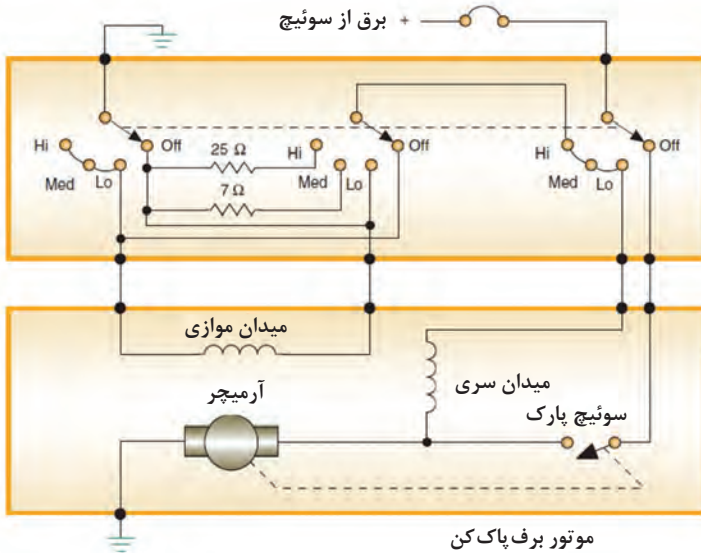 برق از سوئیچ +
Hi Med Lo Off
25 Ω
7 Ω
Hi Med Lo Off
Hi Med Lo Off
میدان موازی
میدان سری
آرمیچر
سوئیچ پارک
موتور برف پاک کن